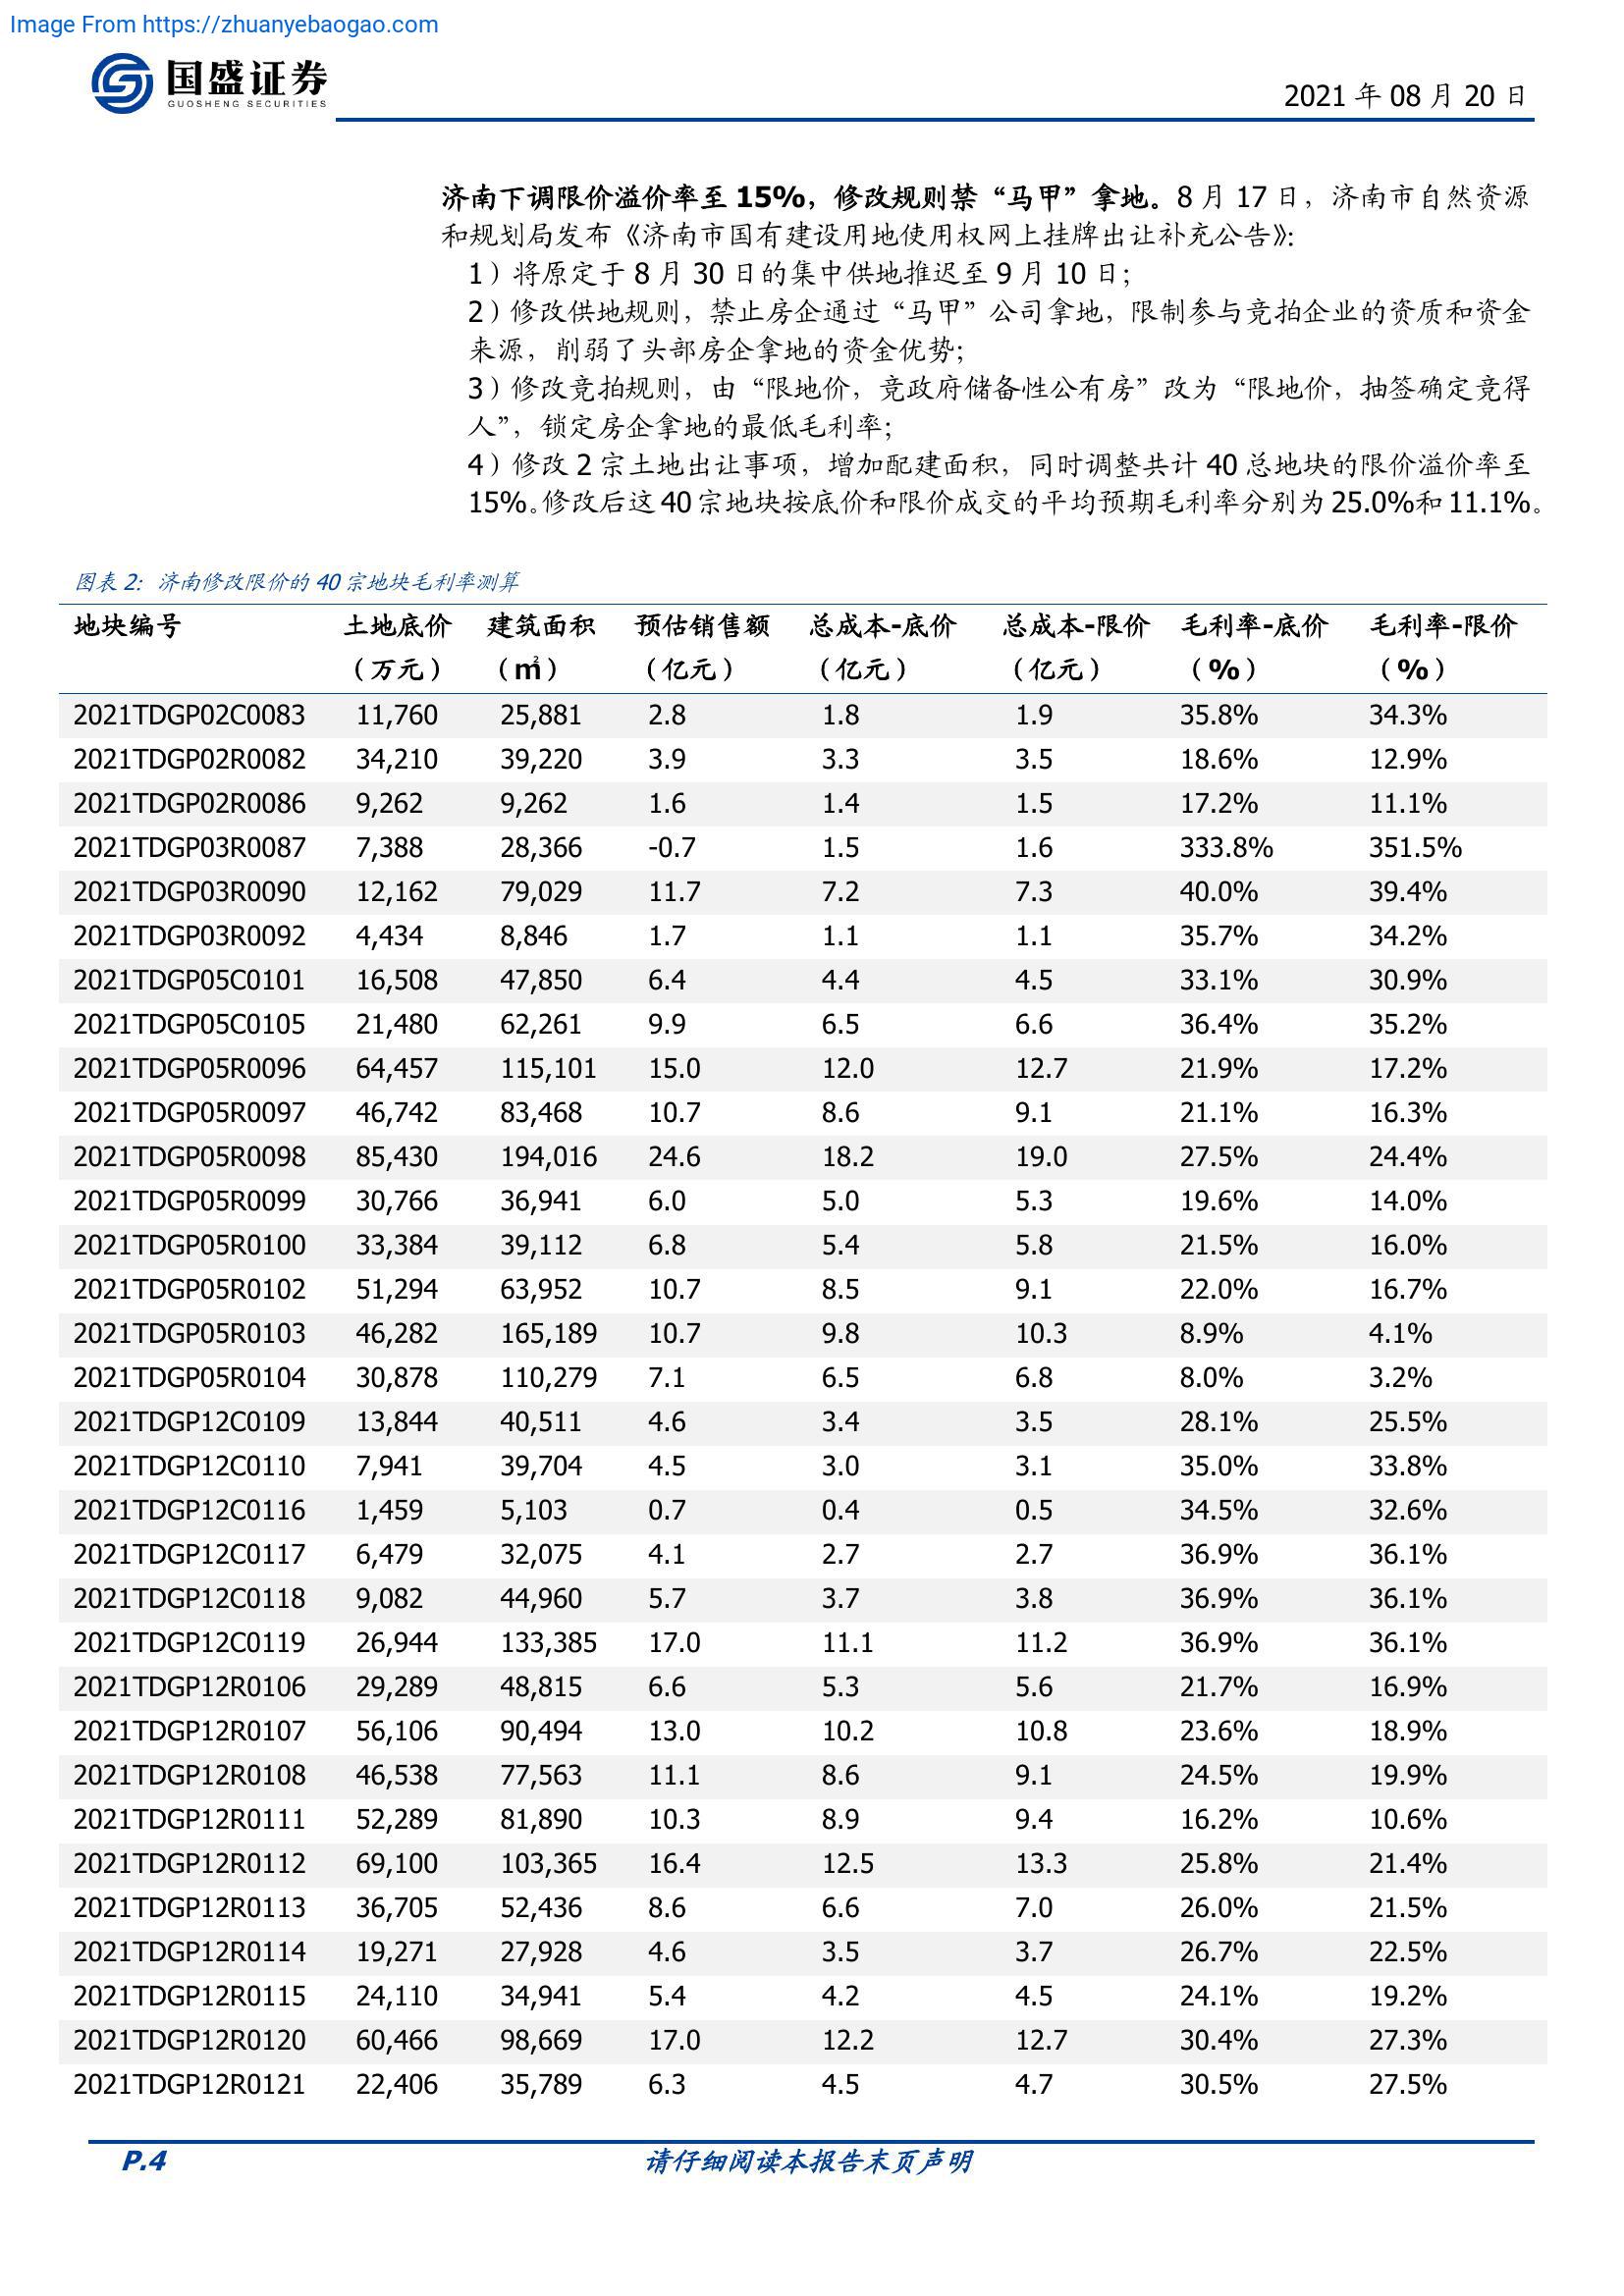 Image From https://zhuanyebaogao.com
国盛证券
GUOSHENG SECURITIES
2021 年 08 月 20 日
济南下调限价溢价率至 15%，修改规则禁“马甲”拿地。8 月 17 日，济南市自然资源
和规划局发布《济南市国有建设用地使用权网上挂牌出让补充公告》：
1）将原定于 8 月 30 日的集中供地推迟至 9 月 10 日；
2）修改供地规则，禁止房企通过“马甲”公司拿地，限制参与竞拍企业的资质和资金
来源，削弱了头部房企拿地的资金优势；
3）修改竞拍规则，由“限地价，竞政府储备性公有房”改为“限地价，抽签确定竞得
人”，锁定房企拿地的最低毛利率；
4）修改 2 宗土地出让事项，增加配建面积，同时调整共计 40 总地块的限价溢价率至
15%。修改后这 40 宗地块按底价和限价成交的平均预期毛利率分别为 25.0%和 11.1%。
图表 2：济南修改限价的 40 宗地块毛利率测算
地块编号 土地底价 建筑面积 预估销售额 总成本-底价 总成本-限价 毛利率-底价 毛利率-限价
（万元） （㎡） （亿元） （亿元） （亿元） （%） （%）
2021TDGP02C0083 11,760 25,881 2.8 1.8 1.9 35.8% 34.3%
2021TDGP02R0082 34,210 39,220 3.9 3.3 3.5 18.6% 12.9%
2021TDGP02R0086 9,262 9,262 1.6 1.4 1.5 17.2% 11.1%
2021TDGP03R0087 7,388 28,366 -0.7 1.5 1.6 333.8% 351.5%
2021TDGP03R0090 12,162 79,029 11.7 7.2 7.3 40.0% 39.4%
2021TDGP03R0092 4,434 8,846 1.7 1.1 1.1 35.7% 34.2%
2021TDGP05C0101 16,508 47,850 6.4 4.4 4.5 33.1% 30.9%
2021TDGP05C0105 21,480 62,261 9.9 6.5 6.6 36.4% 35.2%
2021TDGP05R0096 64,457 115,101 15.0 12.0 12.7 21.9% 17.2%
2021TDGP05R0097 46,742 83,468 10.7 8.6 9.1 21.1% 16.3%
2021TDGP05R0098 85,430 194,016 24.6 18.2 19.0 27.5% 24.4%
2021TDGP05R0099 30,766 36,941 6.0 5.0 5.3 19.6% 14.0%
2021TDGP05R0100 33,384 39,112 6.8 5.4 5.8 21.5% 16.0%
2021TDGP05R0102 51,294 63,952 10.7 8.5 9.1 22.0% 16.7%
2021TDGP05R0103 46,282 165,189 10.7 9.8 10.3 8.9% 4.1%
2021TDGP05R0104 30,878 110,279 7.1 6.5 6.8 8.0% 3.2%
2021TDGP12C0109 13,844 40,511 4.6 3.4 3.5 28.1% 25.5%
2021TDGP12C0110 7,941 39,704 4.5 3.0 3.1 35.0% 33.8%
2021TDGP12C0116 1,459 5,103 0.7 0.4 0.5 34.5% 32.6%
2021TDGP12C0117 6,479 32,075 4.1 2.7 2.7 36.9% 36.1%
2021TDGP12C0118 9,082 44,960 5.7 3.7 3.8 36.9% 36.1%
2021TDGP12C0119 26,944 133,385 17.0 11.1 11.2 36.9% 36.1%
2021TDGP12R0106 29,289 48,815 6.6 5.3 5.6 21.7% 16.9%
2021TDGP12R0107 56,106 90,494 13.0 10.2 10.8 23.6% 18.9%
2021TDGP12R0108 46,538 77,563 11.1 8.6 9.1 24.5% 19.9%
2021TDGP12R0111 52,289 81,890 10.3 8.9 9.4 16.2% 10.6%
2021TDGP12R0112 69,100 103,365 16.4 12.5 13.3 25.8% 21.4%
2021TDGP12R0113 36,705 52,436 8.6 6.6 7.0 26.0% 21.5%
2021TDGP12R0114 19,271 27,928 4.6 3.5 3.7 26.7% 22.5%
2021TDGP12R0115 24,110 34,941 5.4 4.2 4.5 24.1% 19.2%
2021TDGP12R0120 60,466 98,669 17.0 12.2 12.7 30.4% 27.3%
2021TDGP12R0121 22,406 35,789 6.3 4.5 4.7 30.5% 27.5%
P.4 请仔细阅读本报告末页声明